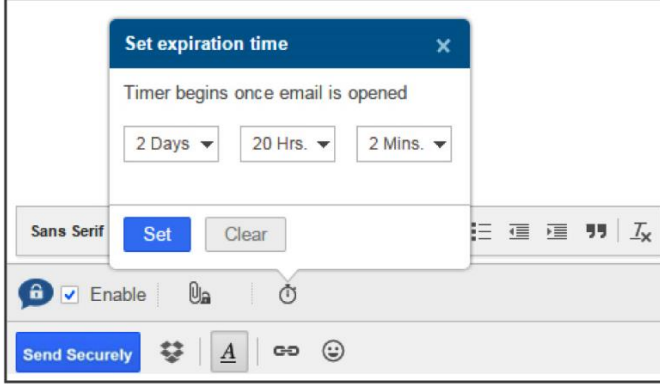 Set expiration time
Timer begins once email is opened
2 Days 20 Hrs. 2 Mins.
Sans Serif
Set Clear
Enable
Send Securely A